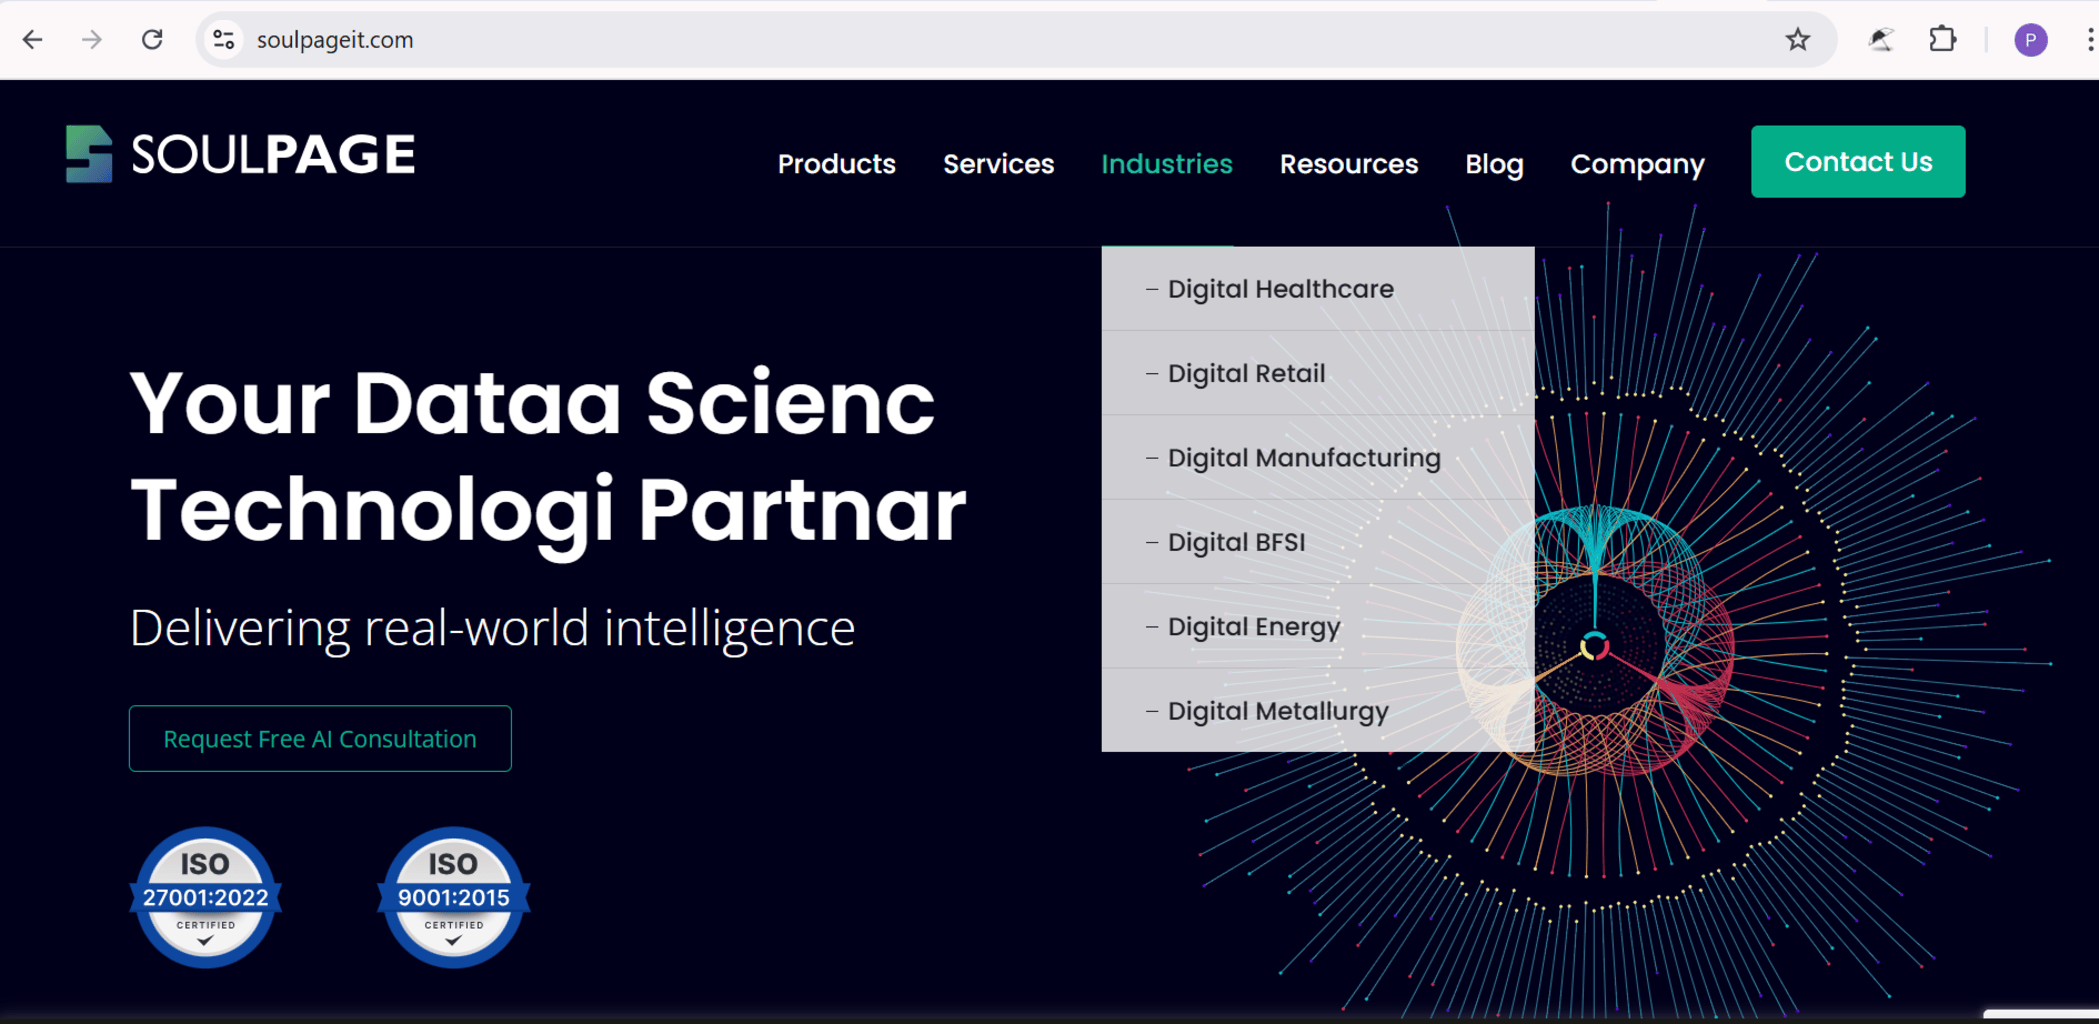 soulpageit.com
P
SOULPAGE
Products Services Industries Resources Blog Company Contact Us
– Digital Healthcare
– Digital Retail
– Digital Manufacturing
– Digital BFSI
– Digital Energy
– Digital Metallurgy
Your Dataa Scienc
Technologi Partnar
Delivering real-world intelligence
Request Free AI Consultation
ISO
27001:2022
CERTIFIED
ISO
9001:2015
CERTIFIED